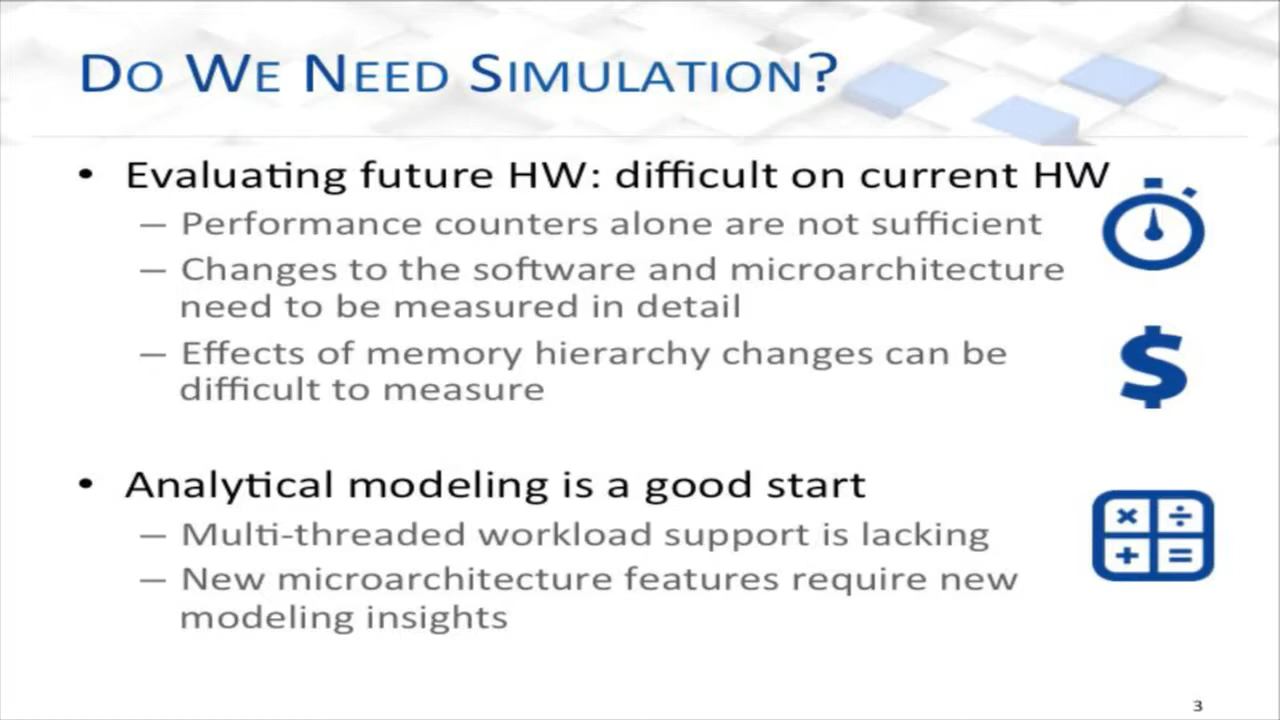 DO WE NEED SIMULATION?
• Evaluating future HW: difficult on current HW
– Performance counters alone are not sufficient
– Changes to the software and microarchitecture
need to be measured in detail
– Effects of memory hierarchy changes can be
difficult to measure
$
• Analytical modeling is a good start
– Multi-threaded workload support is lacking
– New microarchitecture features require new
modeling insights
× ÷
+ =
3